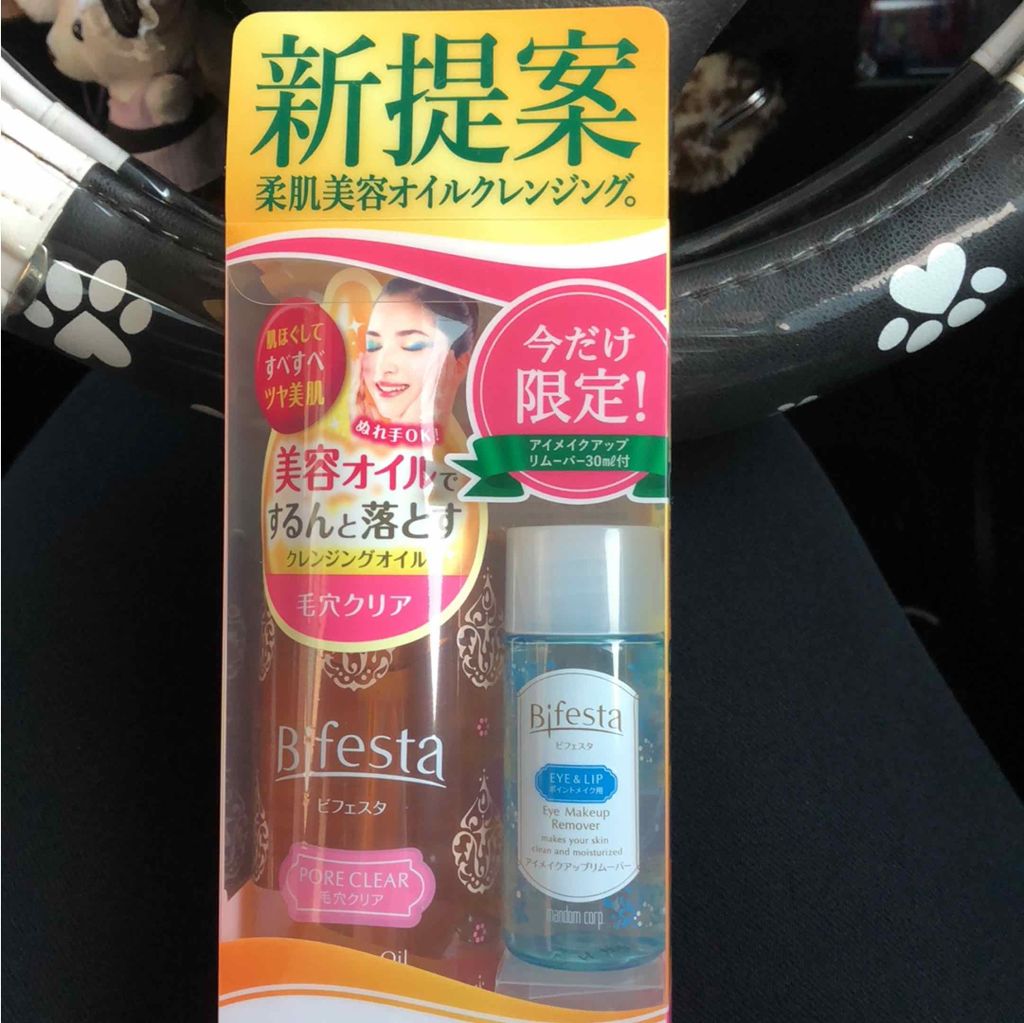 新提案
柔肌美容オイルクレンジング。
肌ほぐして
すべすべ
ツヤ美肌
ぬれ手OK!
美容オイルで
するんと落とす
クレンジングオイル
毛穴クリア
今だけ
限定!
アイメイクアップ
リムーバー30ml付
Bifesta
ビフェスタ
PORE CLEAR
毛穴クリア
Oil
Bifesta
ビフェスタ
EYE & LIP
ポイントメイク用
Eye Makeup
Remover
makes your skin
clean and moisturized
アイメイクアップリムーバー
mandom corp